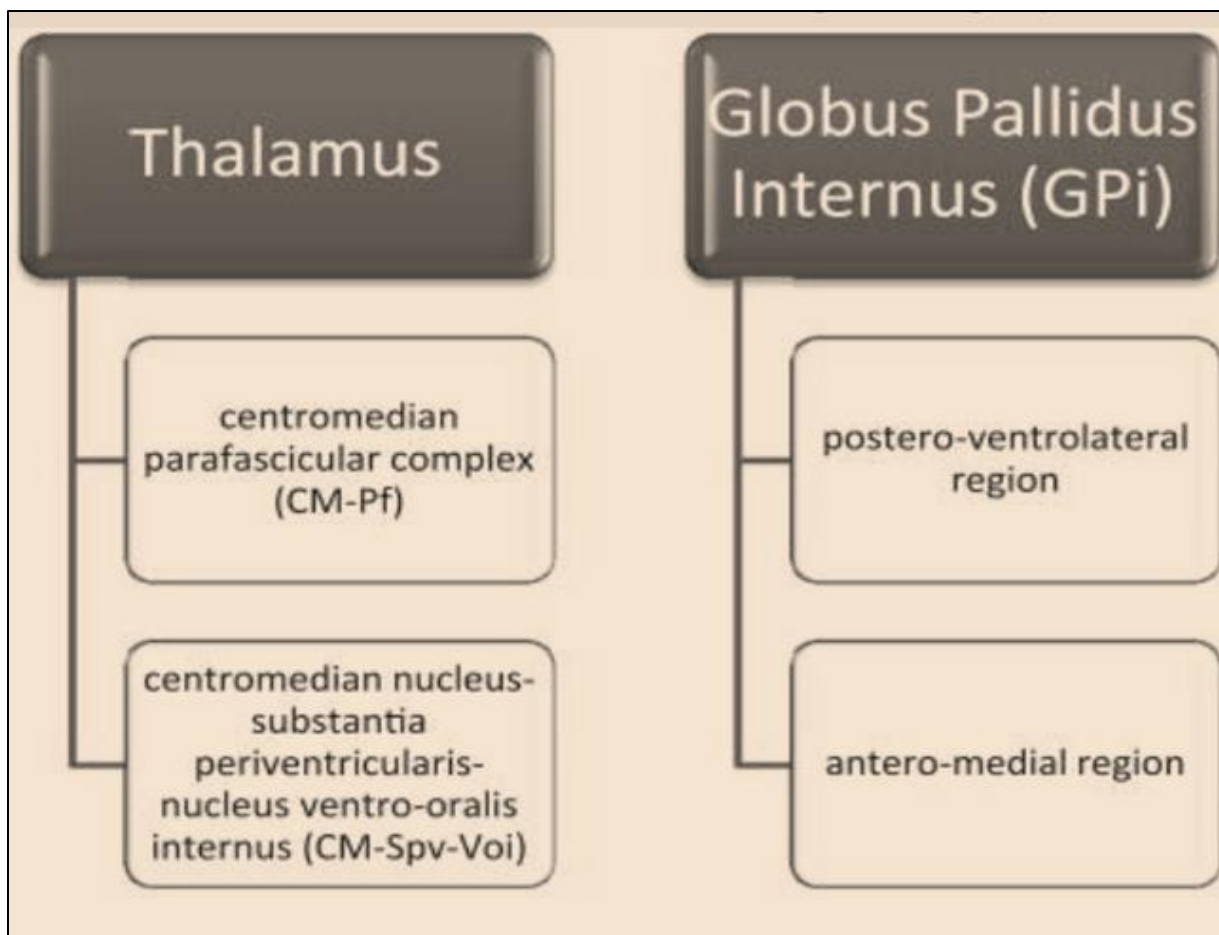 Thalamus
centromedian
parafascicular complex
(CM-Pf)
centromedian nucleus-
substantia
periventricularis-
nucleus ventro-oralis
internus (CM-Spv-Voi)
Globus Pallidus
Internus (GPi)
postero-ventrolateral
region
antero-medial region